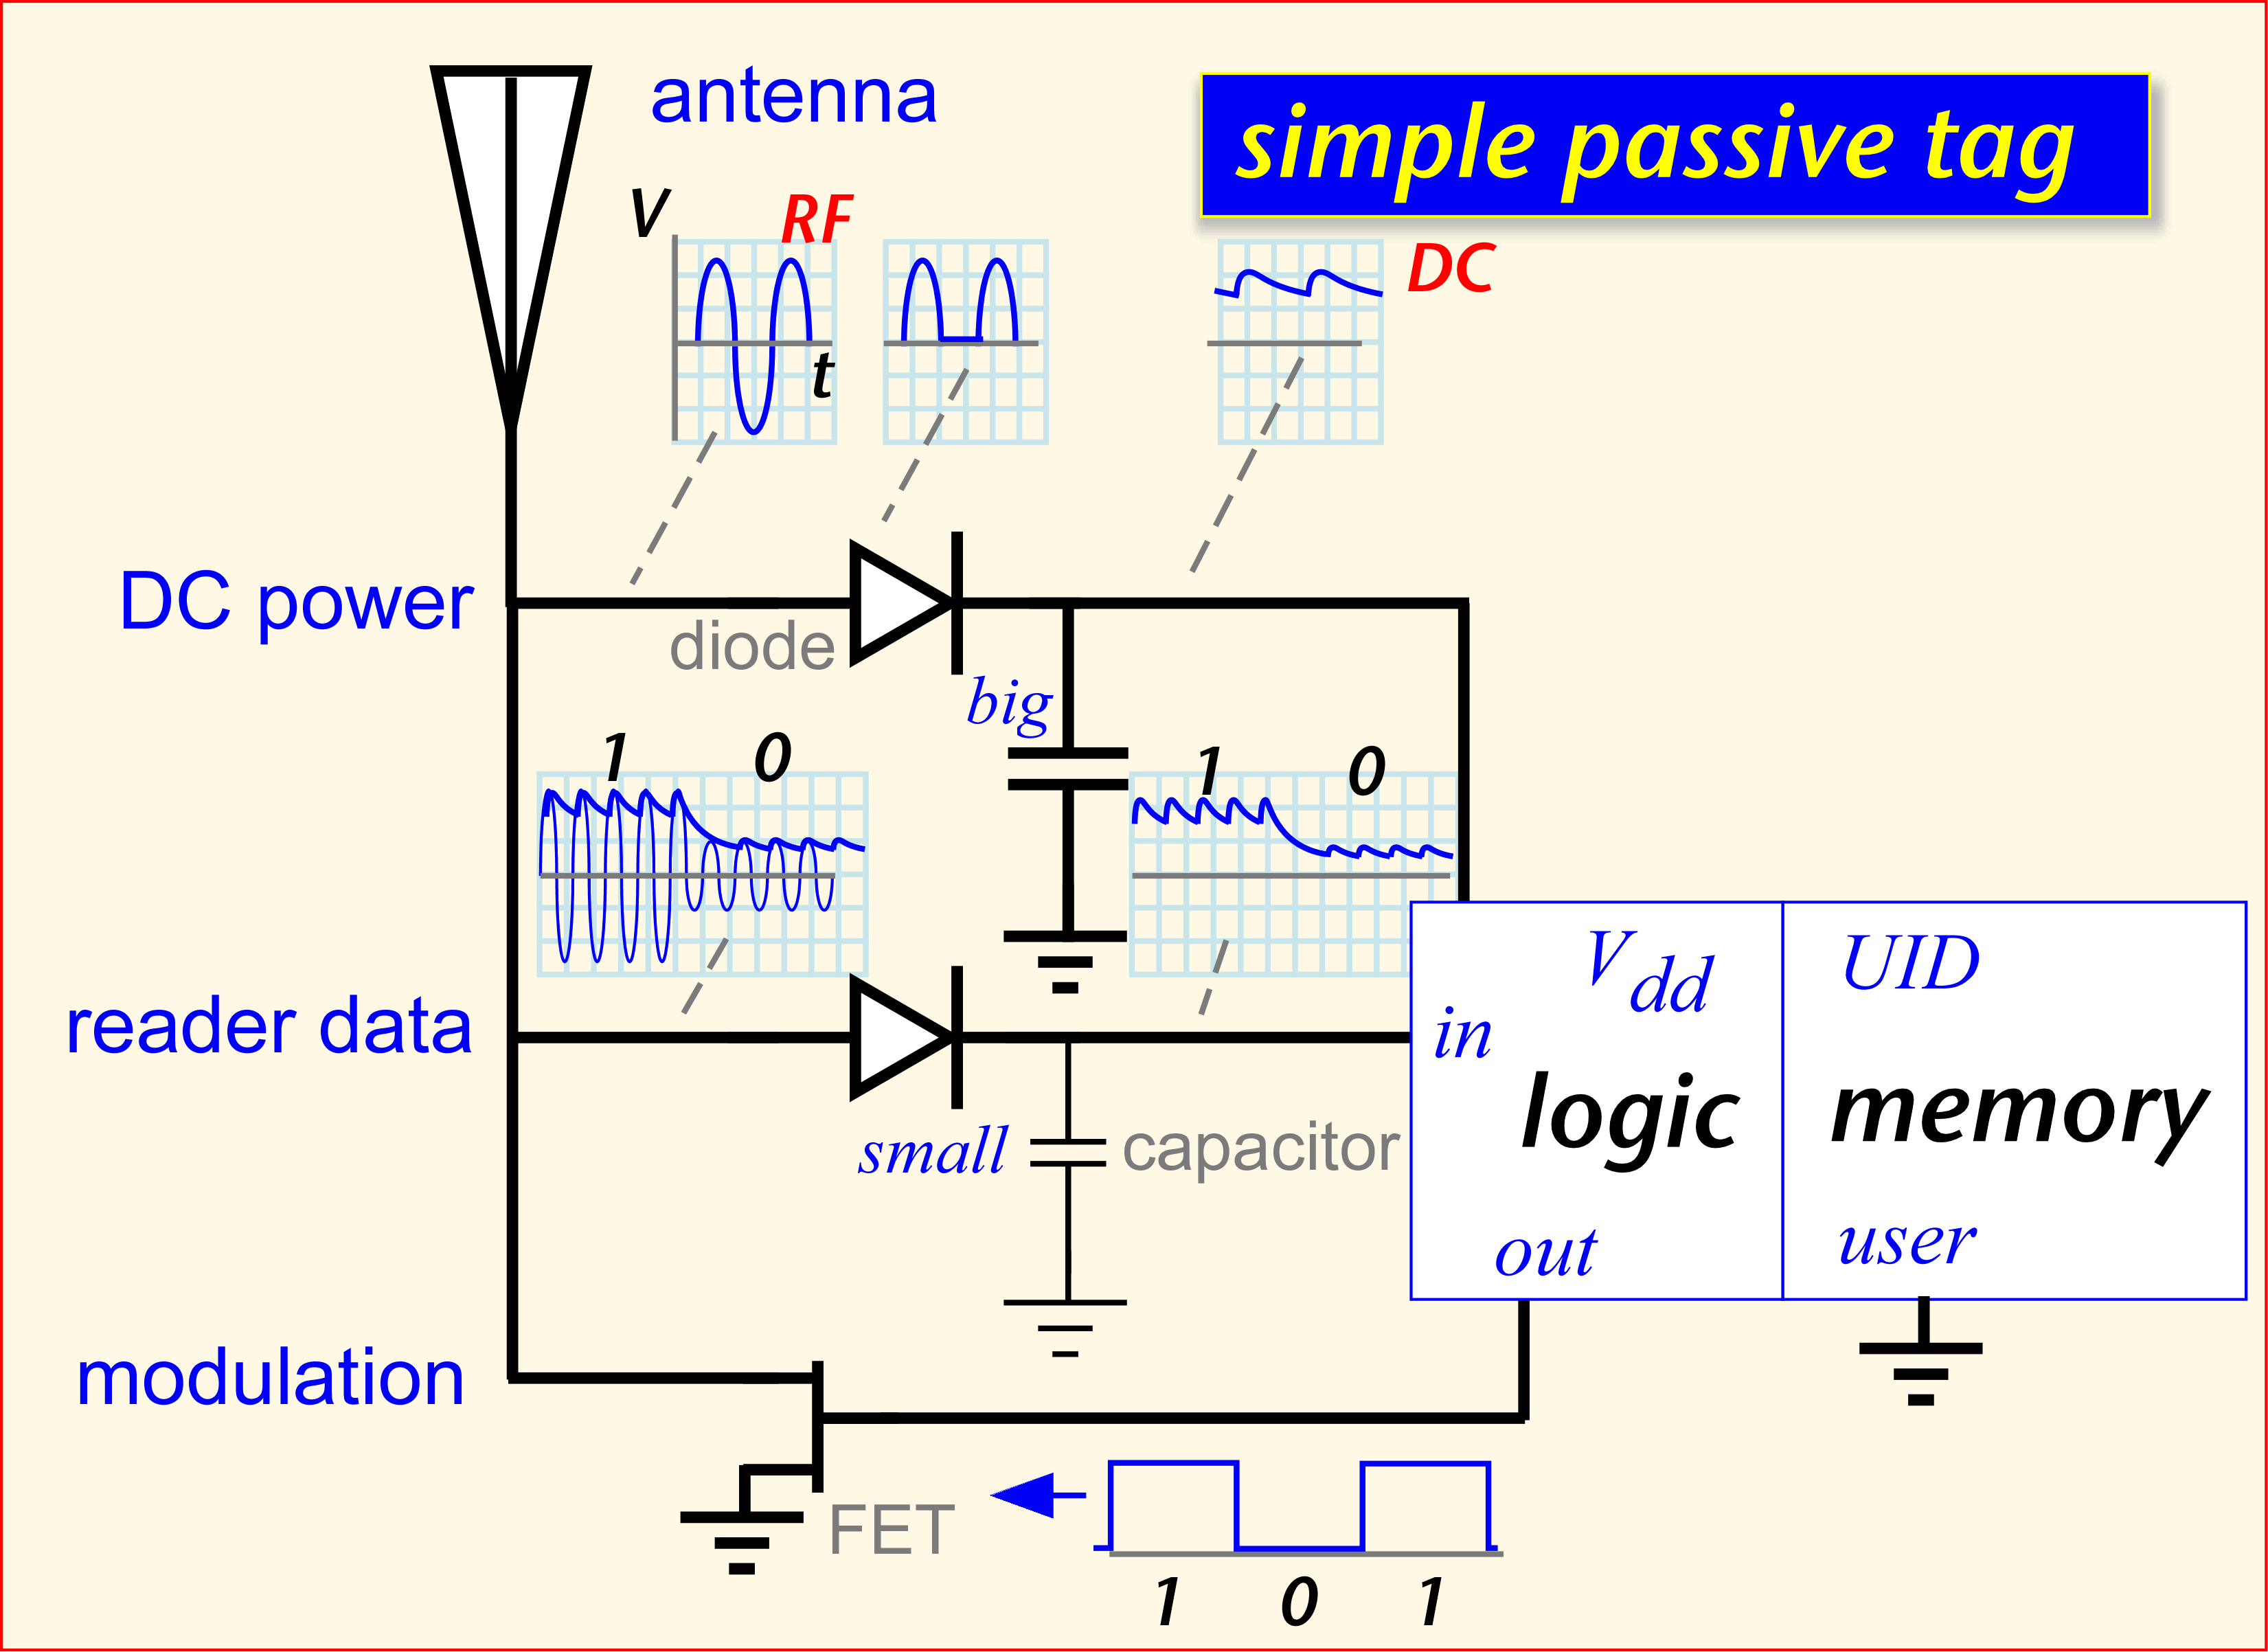 antenna
simple passive tag
V
RF
DC
t
DC power
diode
big
1 0
1 0
V dd
UID
reader data
in
logic
memory
small
capacitor
out
user
modulation
FET
1 0 1